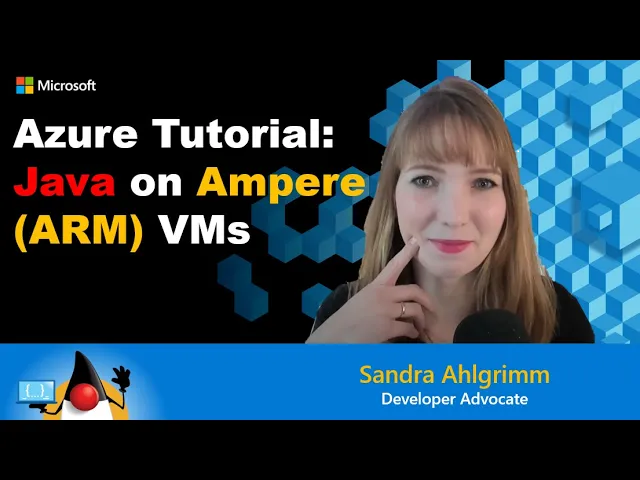 Microsoft
Azure Tutorial:
Java on Ampere
(ARM) VMs
Sandra Ahlgrimm
Developer Advocate